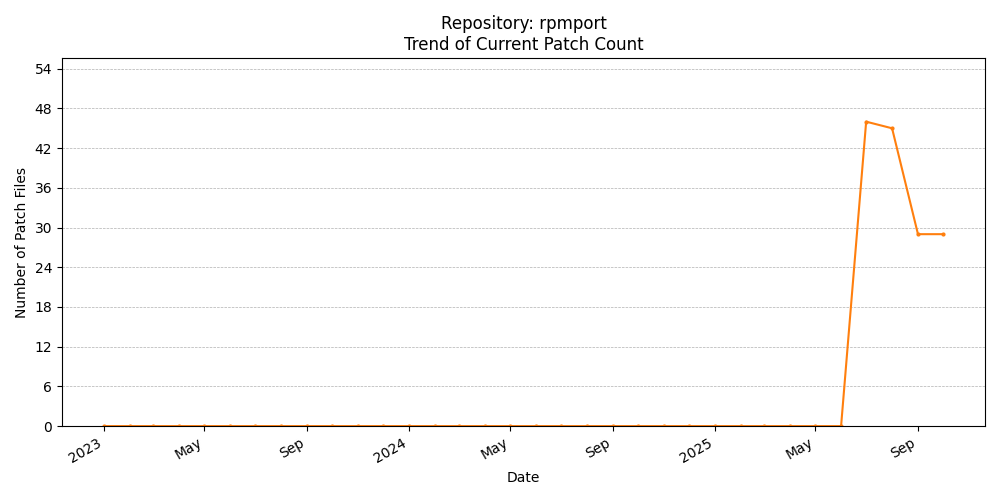 Repository: rpmport
Trend of Current Patch Count
54
48
42
36
30
24
18
12
6
0
Number of Patch Files
2023
May
Sep
2024
May
Sep
2025
May
Sep
Date